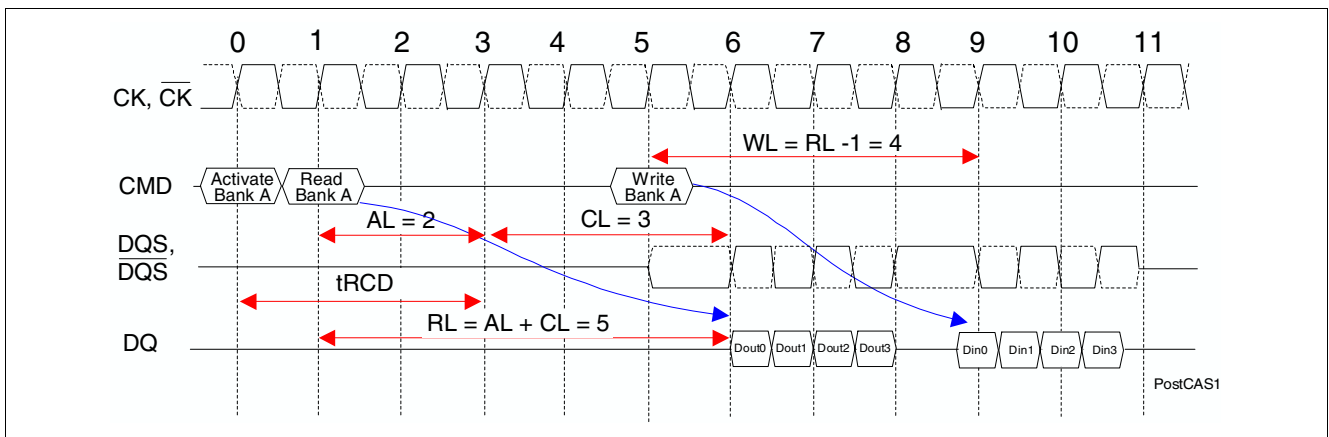 0 1 2 3 4 5 6 7 8 9 10 11
CK, CK
WL = RL -1 = 4
CMD
Activate
Bank A
Read
Bank A
Write
Bank A
AL = 2
CL = 3
DQS,
DQS
tRCD
RL = AL + CL = 5
DQ
Dout0 Dout1 Dout2 Dout3
Din0 Din1 Din2 Din3
PostCAS1